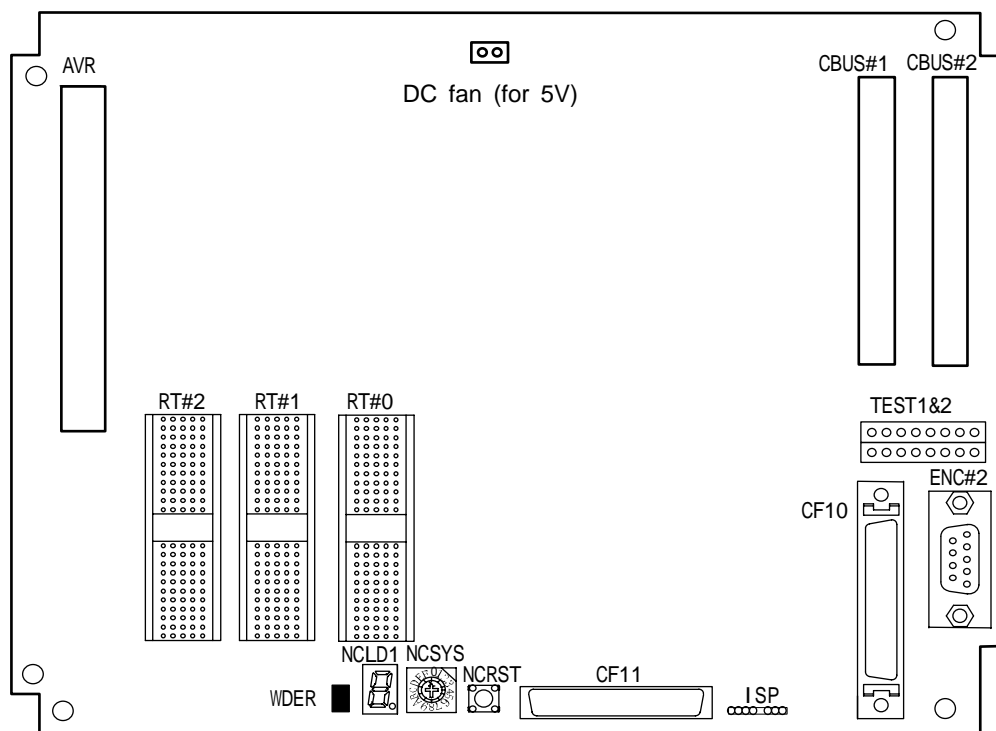 AVR
CBUS#1
CBUS#2
DC fan (for 5V)
RT#2
RT#1
RT#0
TEST1&2
ENC#2
CF10
NCLD1
NCSYS
NCRST
CF11
ISP
WDER